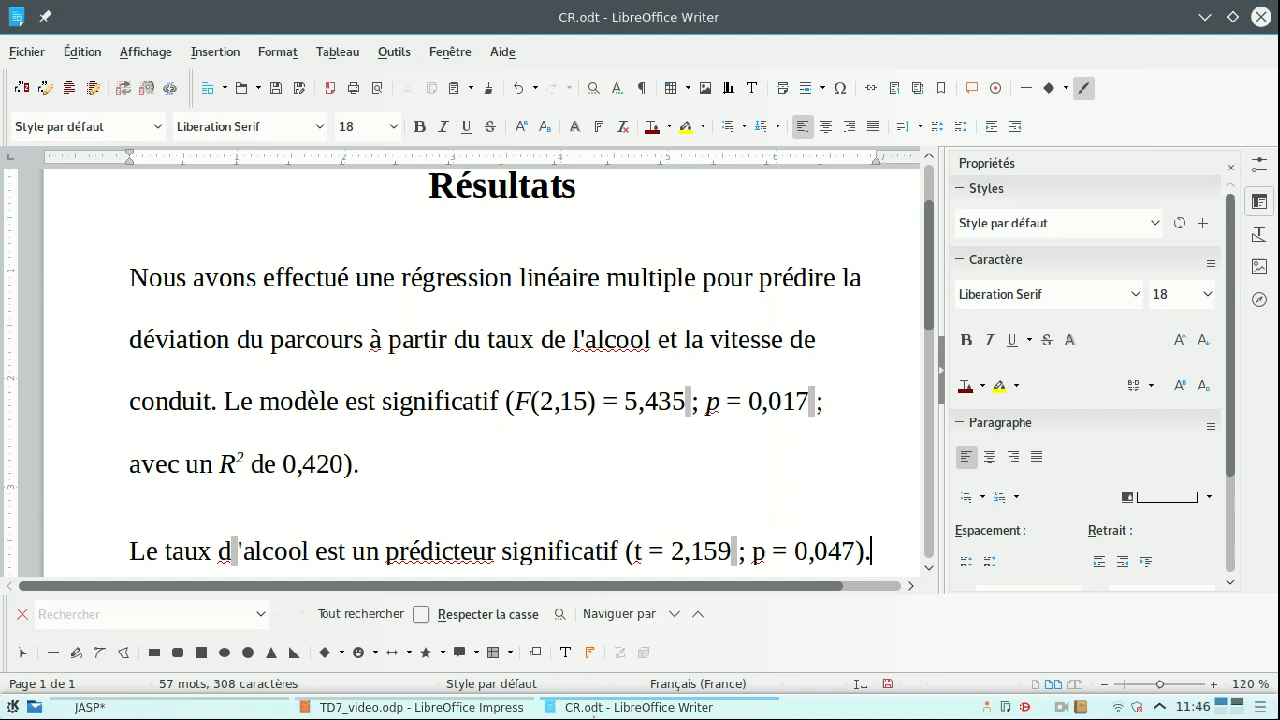 CR.odt - LibreOffice Writer
Fichier Édition Affichage Insertion Format Tableau Outils Fenêtre Aide
Style par défaut Liberation Serif 18
Propriétés
Styles
Style par défaut
Caractère
Liberation Serif 18
Paragraphe
Espacement : Retrait :
Résultats
Nous avons effectué une régression linéaire multiple pour prédire la
déviation du parcours à partir du taux de l'alcool et la vitesse de
conduit. Le modèle est significatif (F(2,15) = 5,435 ; p = 0,017 ;
avec un R² de 0,420).
Le taux d 'alcool est un prédicteur significatif (t = 2,159 ; p = 0,047).
Rechercher Tout rechercher Respecter la casse Naviguer par
Page 1 de 1 57 mots, 308 caractères Style par défaut Français (France) 120 %
JASP* TD7_video.odp - LibreOffice Impress CR.odt - LibreOffice Writer 11:46